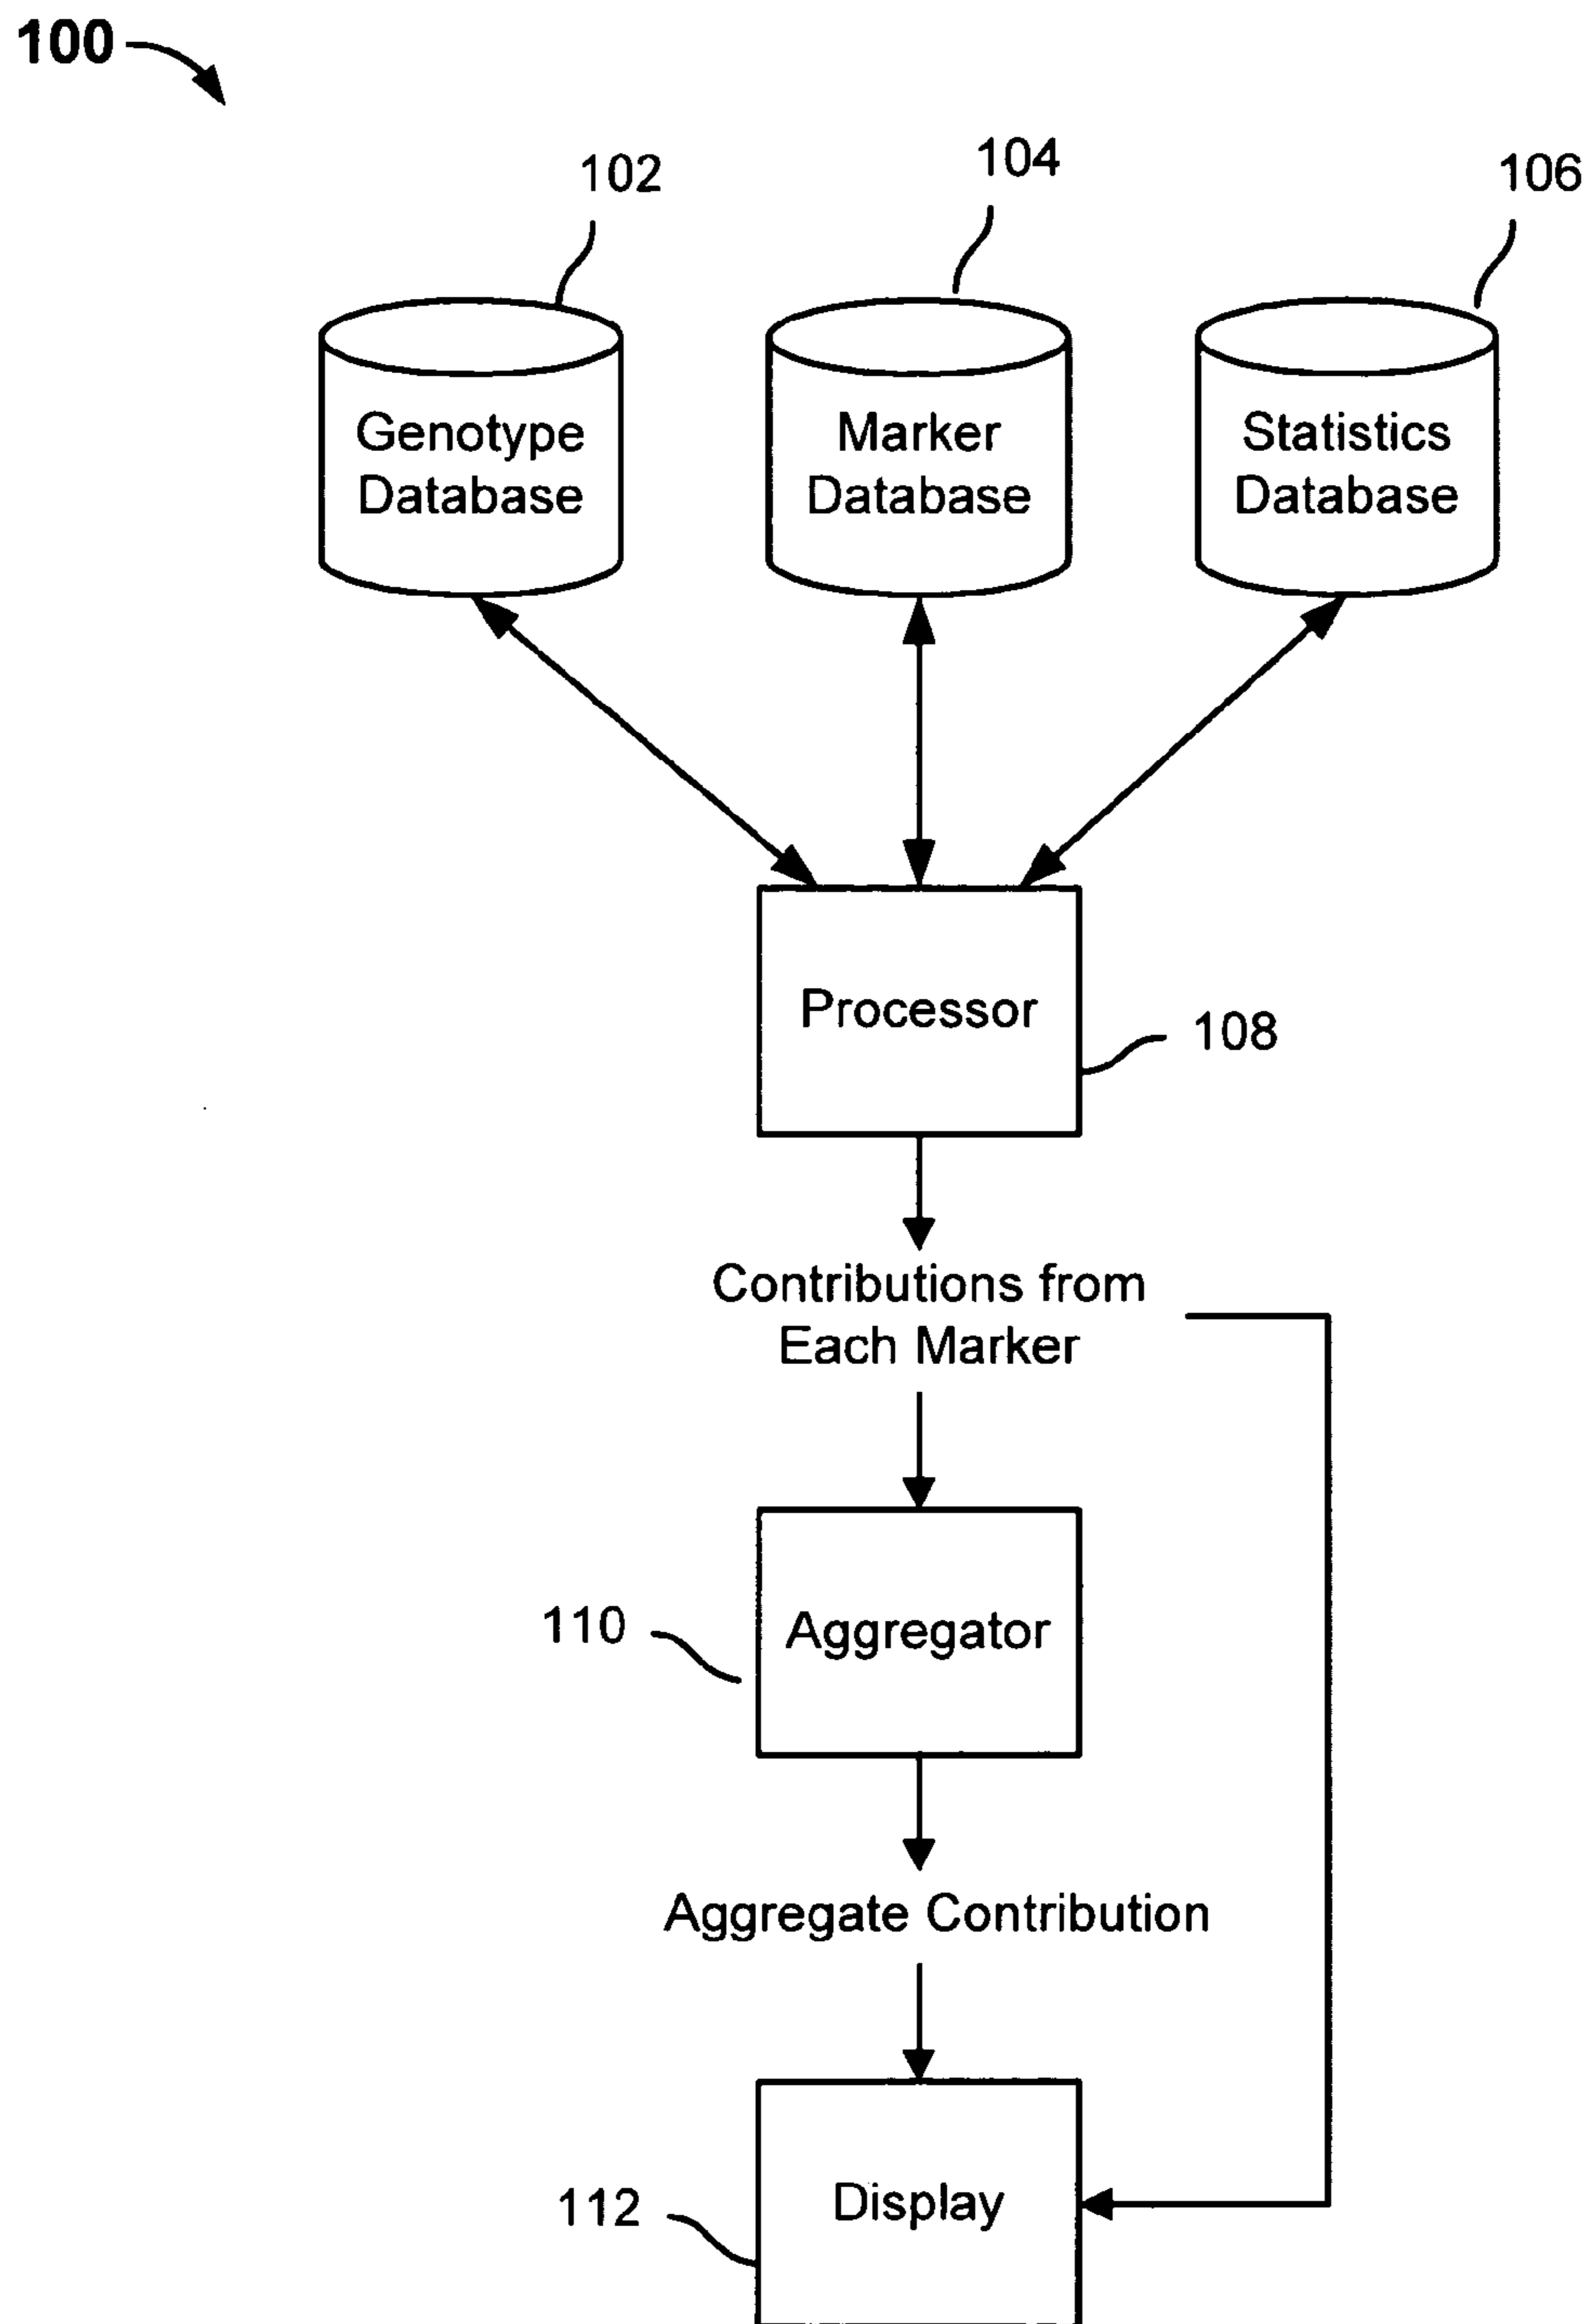 100
102
104
106
Genotype
Database
Marker
Database
Statistics
Database
Processor
108
Contributions from
Each Marker
110
Aggregator
Aggregate Contribution
112
Display